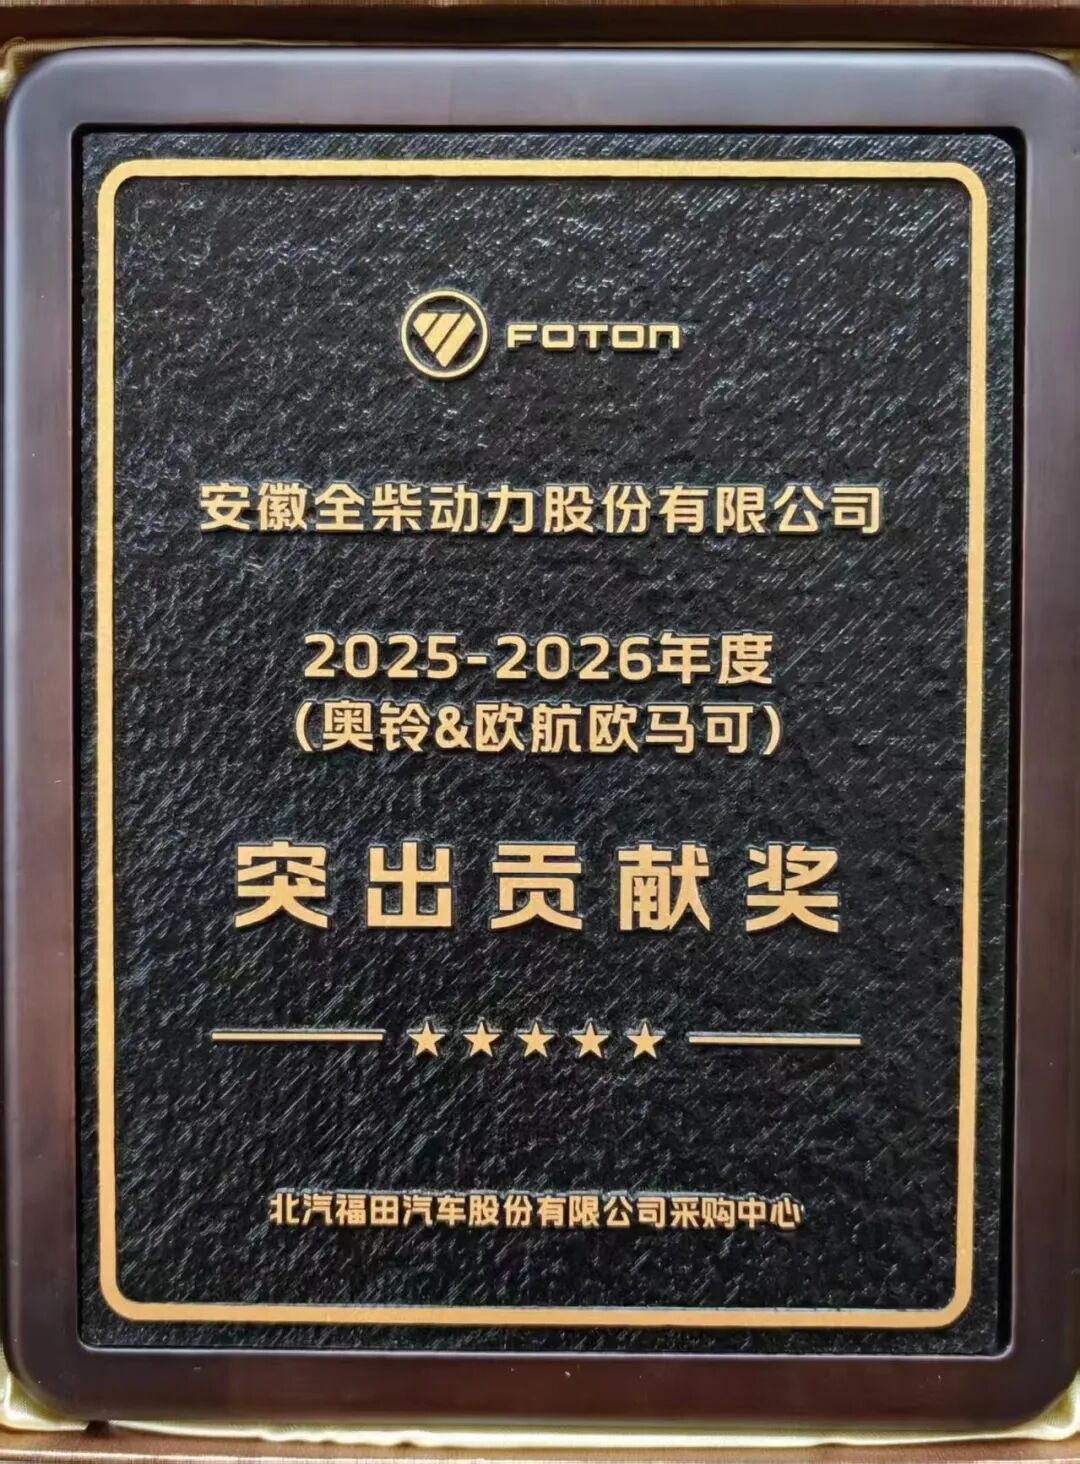 FOTON
安徽全柴动力股份有限公司
2025-2026年度
(奥铃&欧航欧马可)
突出贡献奖
北汽福田汽车股份有限公司采购中心